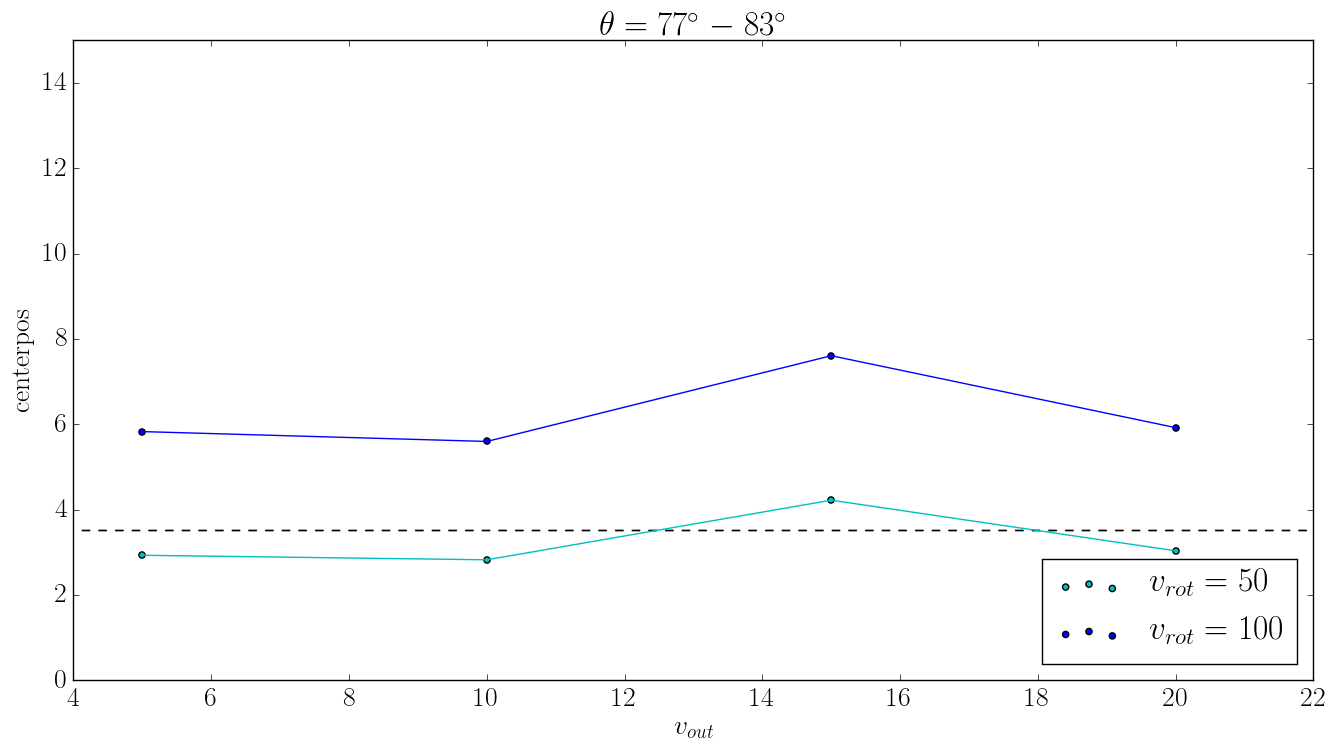 θ = 77° − 83°
14
12
10
8
6
4
2
0
centerpos
4 6 8 10 12 14 16 18 20 22
v_out
v_rot = 50
v_rot = 100